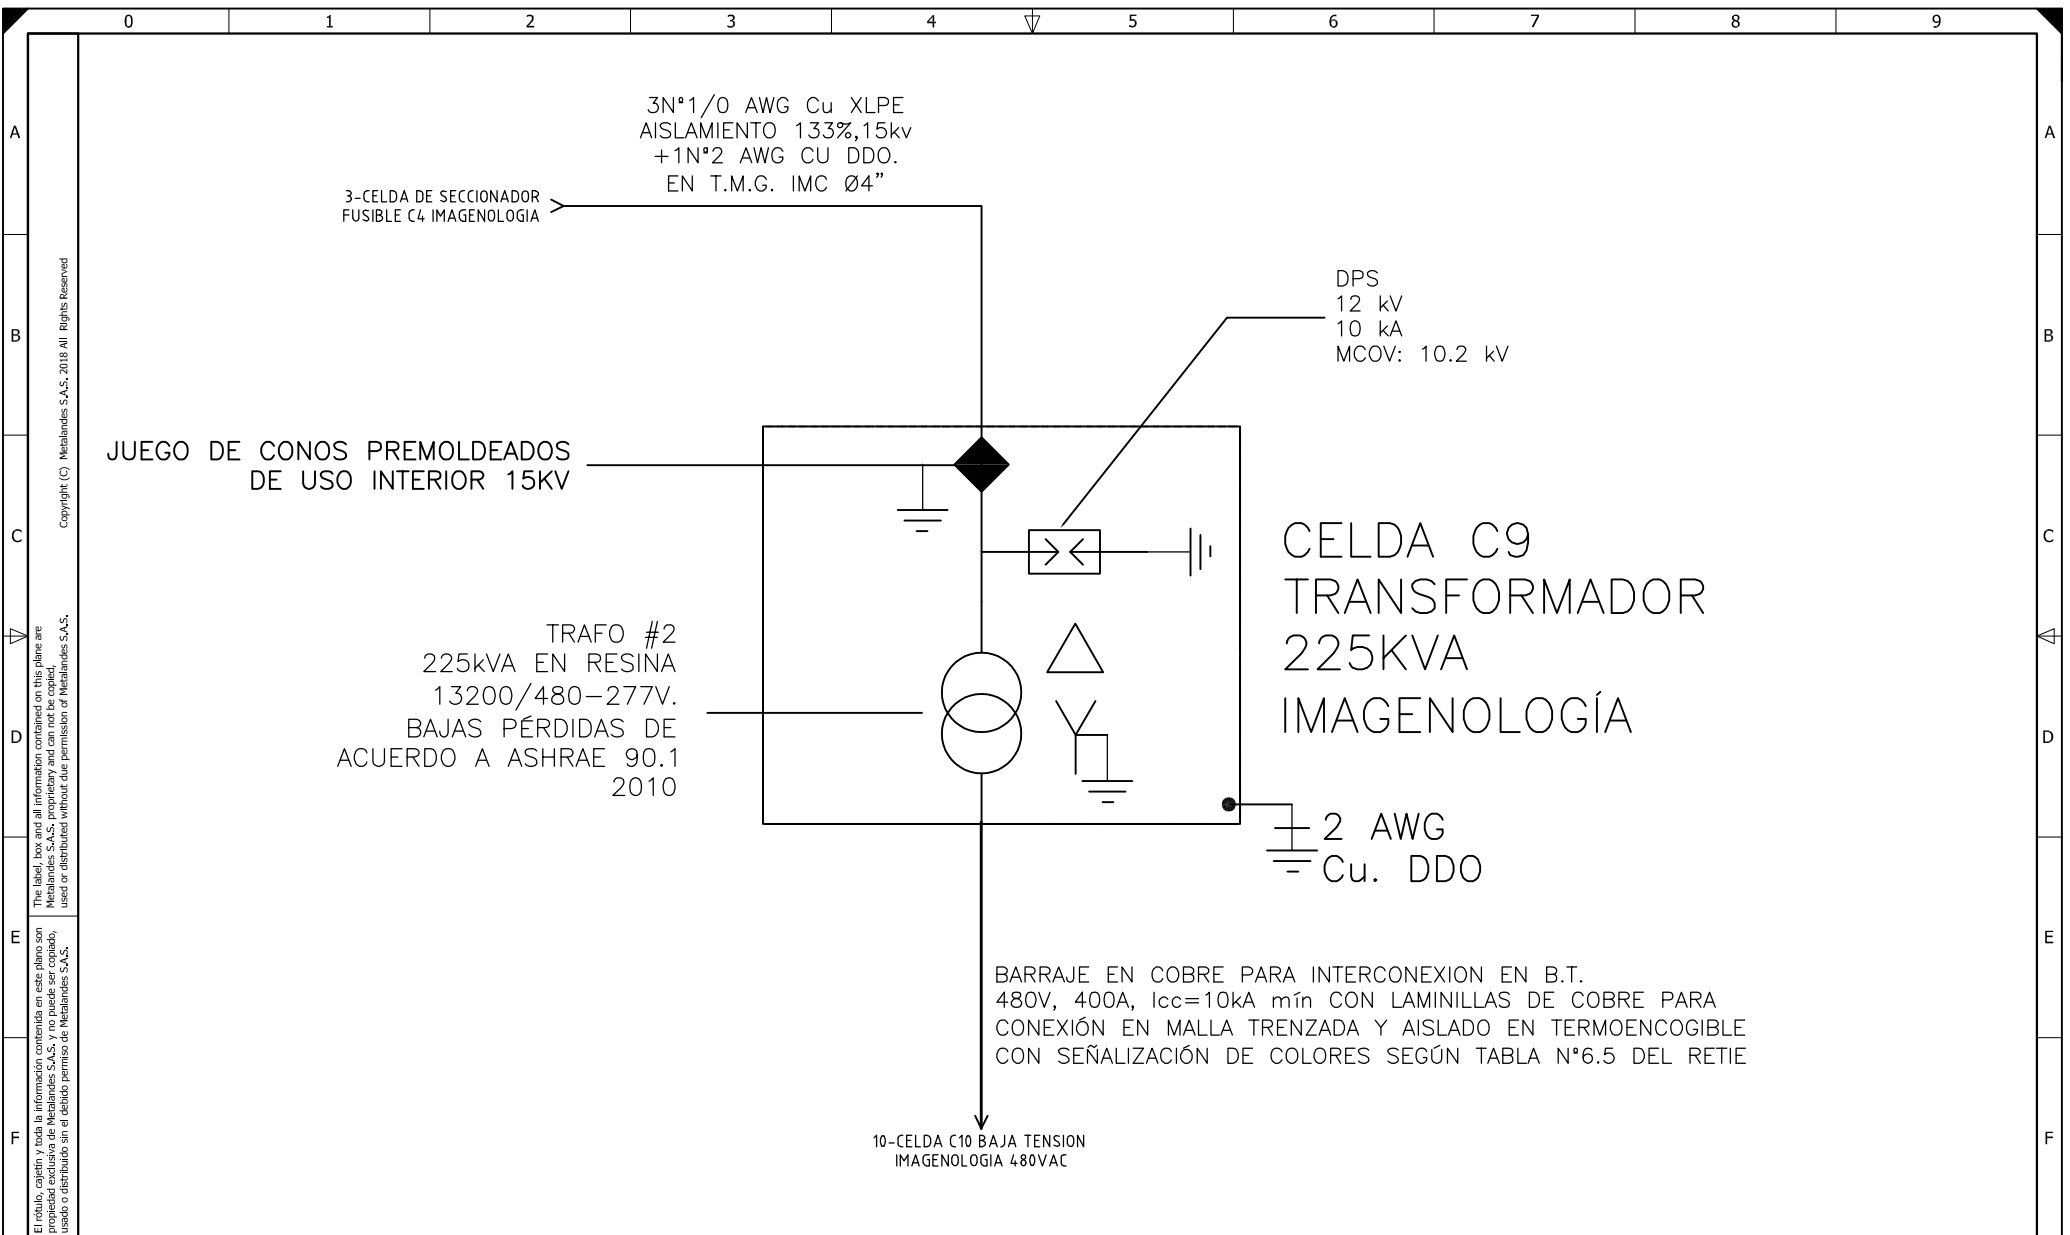 0 1 2 3 4 5 6 7 8 9
A
B
C
D
E
F
A
B
C
D
E
F
3Nº1/0 AWG Cu XLPE
AISLAMIENTO 133%,15kv
+1Nº2 AWG CU DDO.
EN T.M.G. IMC Ø4”
3-CELDA DE SECCIONADOR
FUSIBLE C4 IMAGENOLOGIA
DPS
12 kV
10 kA
MCOV: 10.2 kV
JUEGO DE CONOS PREMOLDEADOS
DE USO INTERIOR 15KV
CELDA C9
TRANSFORMADOR
225KVA
IMAGENOLOGÍA
TRAFO #2
225kVA EN RESINA
13200/480-277V.
BAJAS PÉRDIDAS DE
ACUERDO A ASHRAE 90.1
2010
2 AWG
Cu. DDO
BARRAJE EN COBRE PARA INTERCONEXION EN B.T.
480V, 400A, Icc=10kA mín CON LAMINILLAS DE COBRE PARA
CONEXIÓN EN MALLA TRENZADA Y AISLADO EN TERMOENCOGIBLE
CON SEÑALIZACIÓN DE COLORES SEGÚN TABLA Nº6.5 DEL RETIE
10-CELDA C10 BAJA TENSION
IMAGENOLOGIA 480VAC
Copyright (C) Metalandes S.A.S. 2018 All Rights Reserved
The label, box and all information contained on this plane are
Metalandes S.A.S. proprietary and can not be copied,
used or distributed without due permission of Metalandes S.A.S.
El rótulo, cajetín y toda la información contenida en este plano son
propiedad exclusiva de Metalandes S.A.S. y no puede ser copiado,
usado o distribuido sin el debido permiso de Metalandes S.A.S.